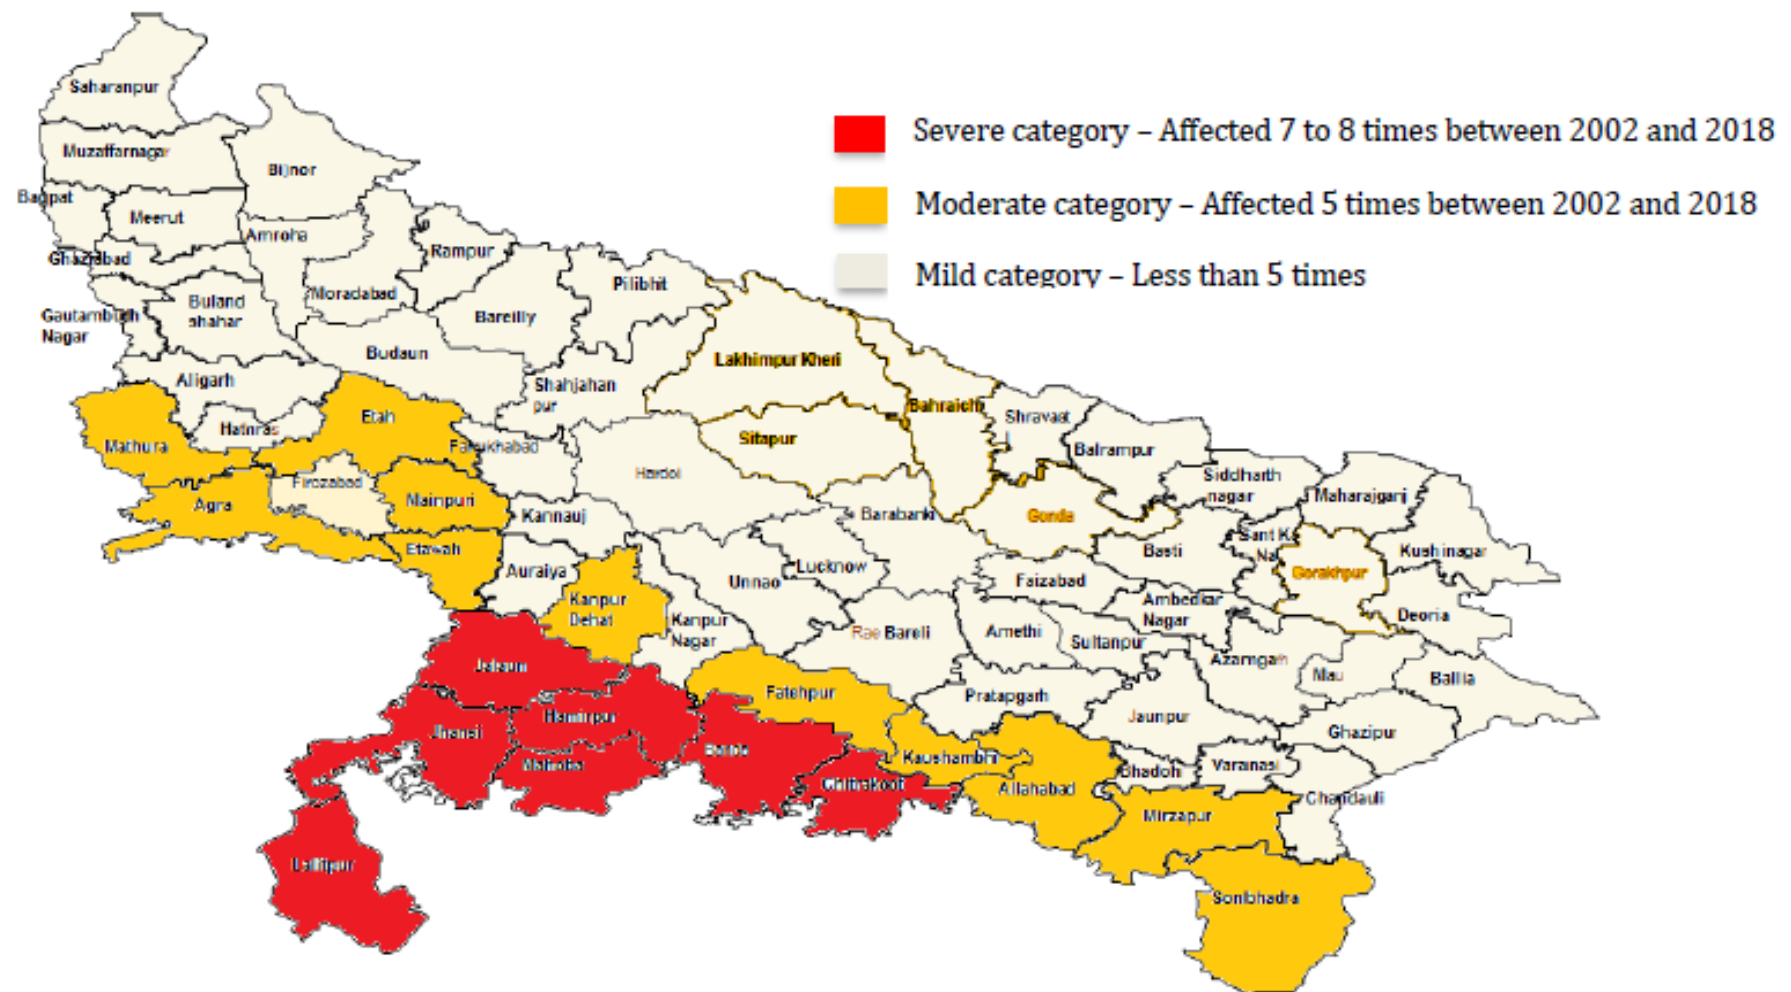 Severe category – Affected 7 to 8 times between 2002 and 2018
Moderate category – Affected 5 times between 2002 and 2018
Mild category – Less than 5 times
Saharanpur
Muzaffarnagar
Bijnor
Bagpat
Meerut
Amroha
Ghaziabad
Rampur
Moradabad
Pilibhit
Buland
shahar
Gautambudh
Nagar
Bareilly
Budaun
Lakhimpur Kheri
Aligarh
Shahjahan
pur
Bahraich
Etah
Shravast
i
Hathras
Mathura
Farrukhabad
Sitapur
Balrampur
Hardoi
Siddharth
nagar
Maharajganj
Firozabad
Mainpuri
Agra
Kannauj
Barabanki
Gonda
Etawah
Sant Ka
Na
Basti
Kushinagar
Auraiya
Lucknow
Unnao
Faizabad
Gorakhpur
Kanpur
Dehat
Ambedkar
Nagar
Deoria
Kanpur
Nagar
Rae Bareli
Amethi
Sultanpur
Jalaun
Azamgarh
Mau
Ballia
Fatehpur
Pratapgarh
Hamirpur
Jaunpur
Jhansi
Ghazipur
Banda
Kaushambhi
Mahoba
Bhadohi
Varanasi
Chitrakoot
Allahabad
Chandauli
Mirzapur
Lalitpur
Sonbhadra